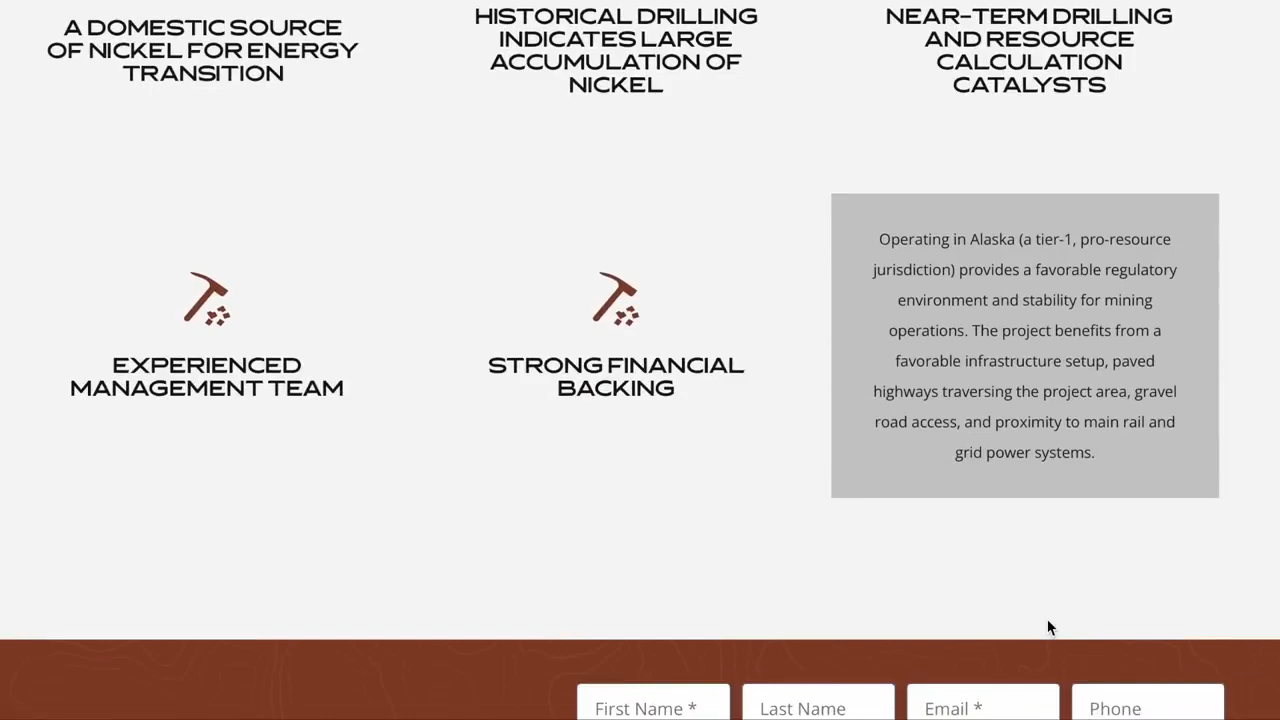 A DOMESTIC SOURCE
OF NICKEL FOR ENERGY
TRANSITION
HISTORICAL DRILLING
INDICATES LARGE
ACCUMULATION OF
NICKEL
NEAR-TERM DRILLING
AND RESOURCE
CALCULATION
CATALYSTS
EXPERIENCED
MANAGEMENT TEAM
STRONG FINANCIAL
BACKING
Operating in Alaska (a tier-1, pro-resource
jurisdiction) provides a favorable regulatory
environment and stability for mining
operations. The project benefits from a
favorable infrastructure setup, paved
highways traversing the project area, gravel
road access, and proximity to main rail and
grid power systems.
First Name *
Last Name
Email *
Phone